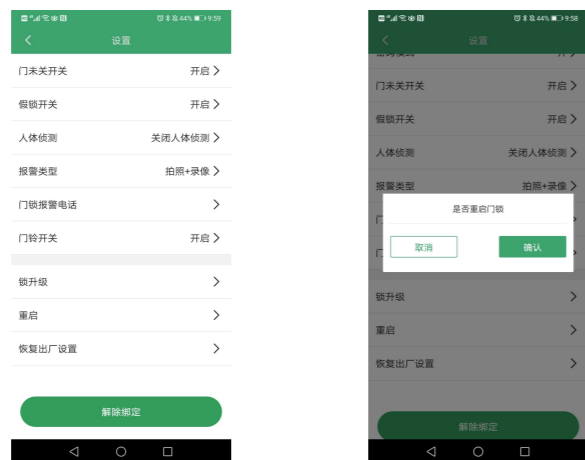 44% 9:59
设置
门未关开关 开启
假锁开关 开启
人体侦测 关闭人体侦测
报警类型 拍照+录像
门锁报警电话
门铃开关 开启
锁升级
重启
恢复出厂设置
解除绑定
44% 9:58
设置
门未关开关 开启
假锁开关 开启
人体侦测 关闭人体侦测
报警类型 拍照+录像
是否重启门锁
取消 确认
锁升级
重启
恢复出厂设置
解除绑定